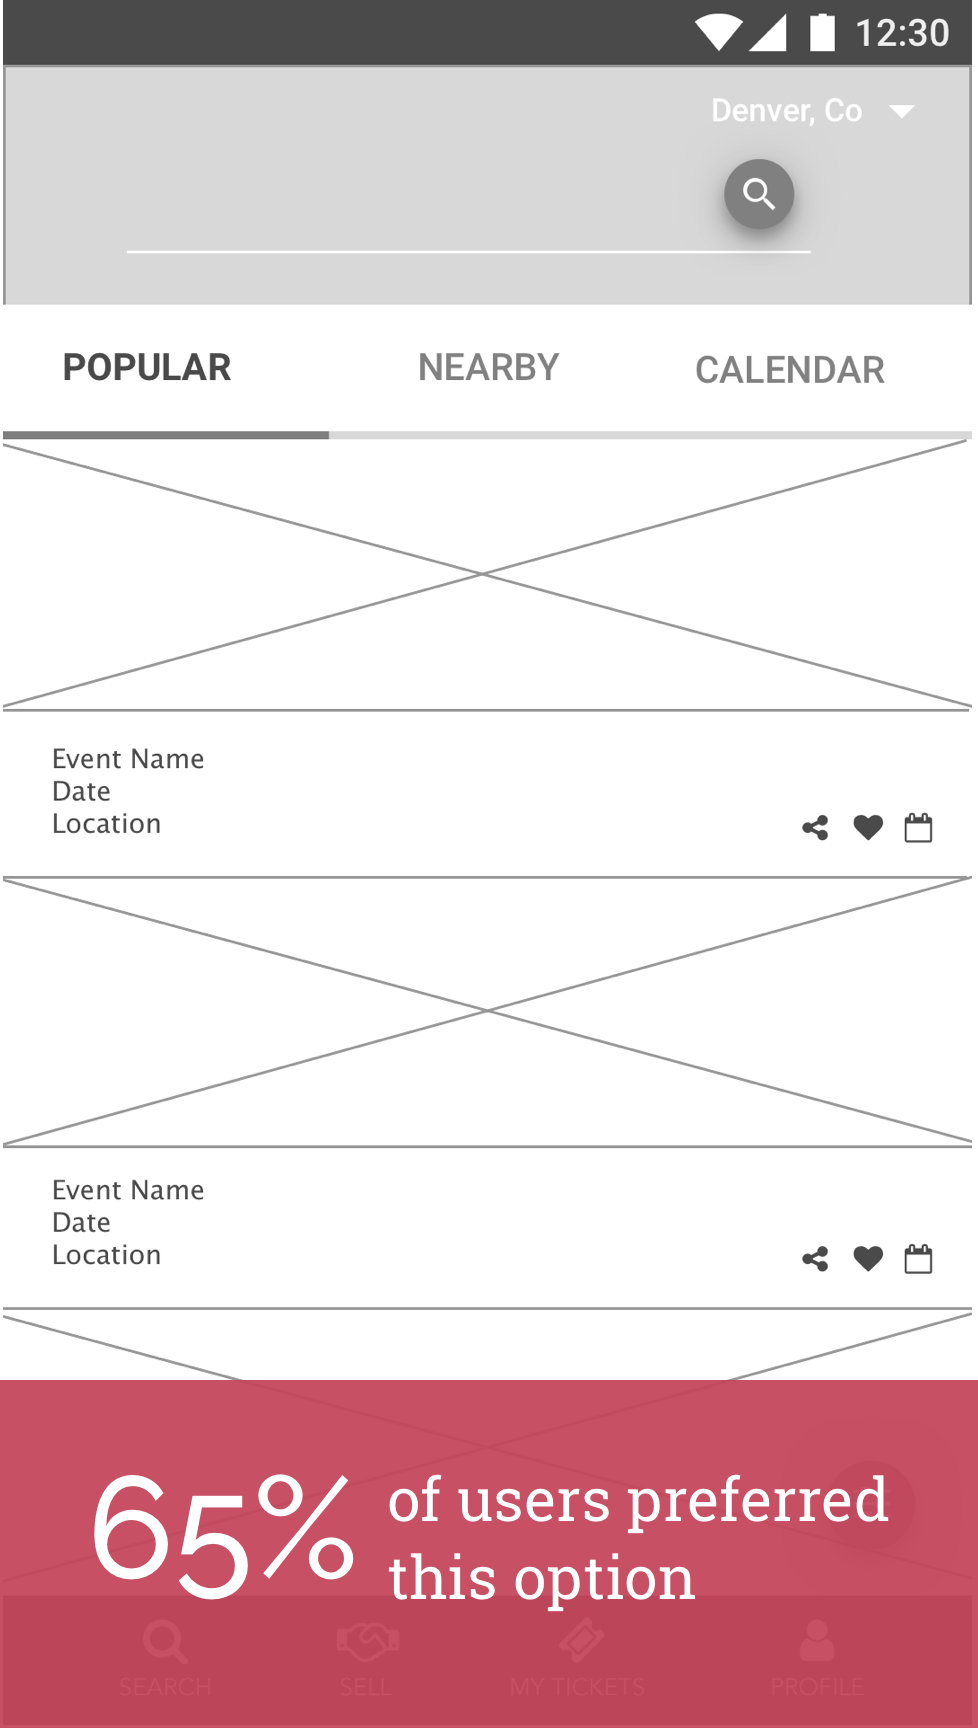 12:30
Denver, Co
POPULAR NEARBY CALENDAR
Event Name
Date
Location
Event Name
Date
Location
65% of users preferred
this option
SEARCH SELL MY TICKETS PROFILE